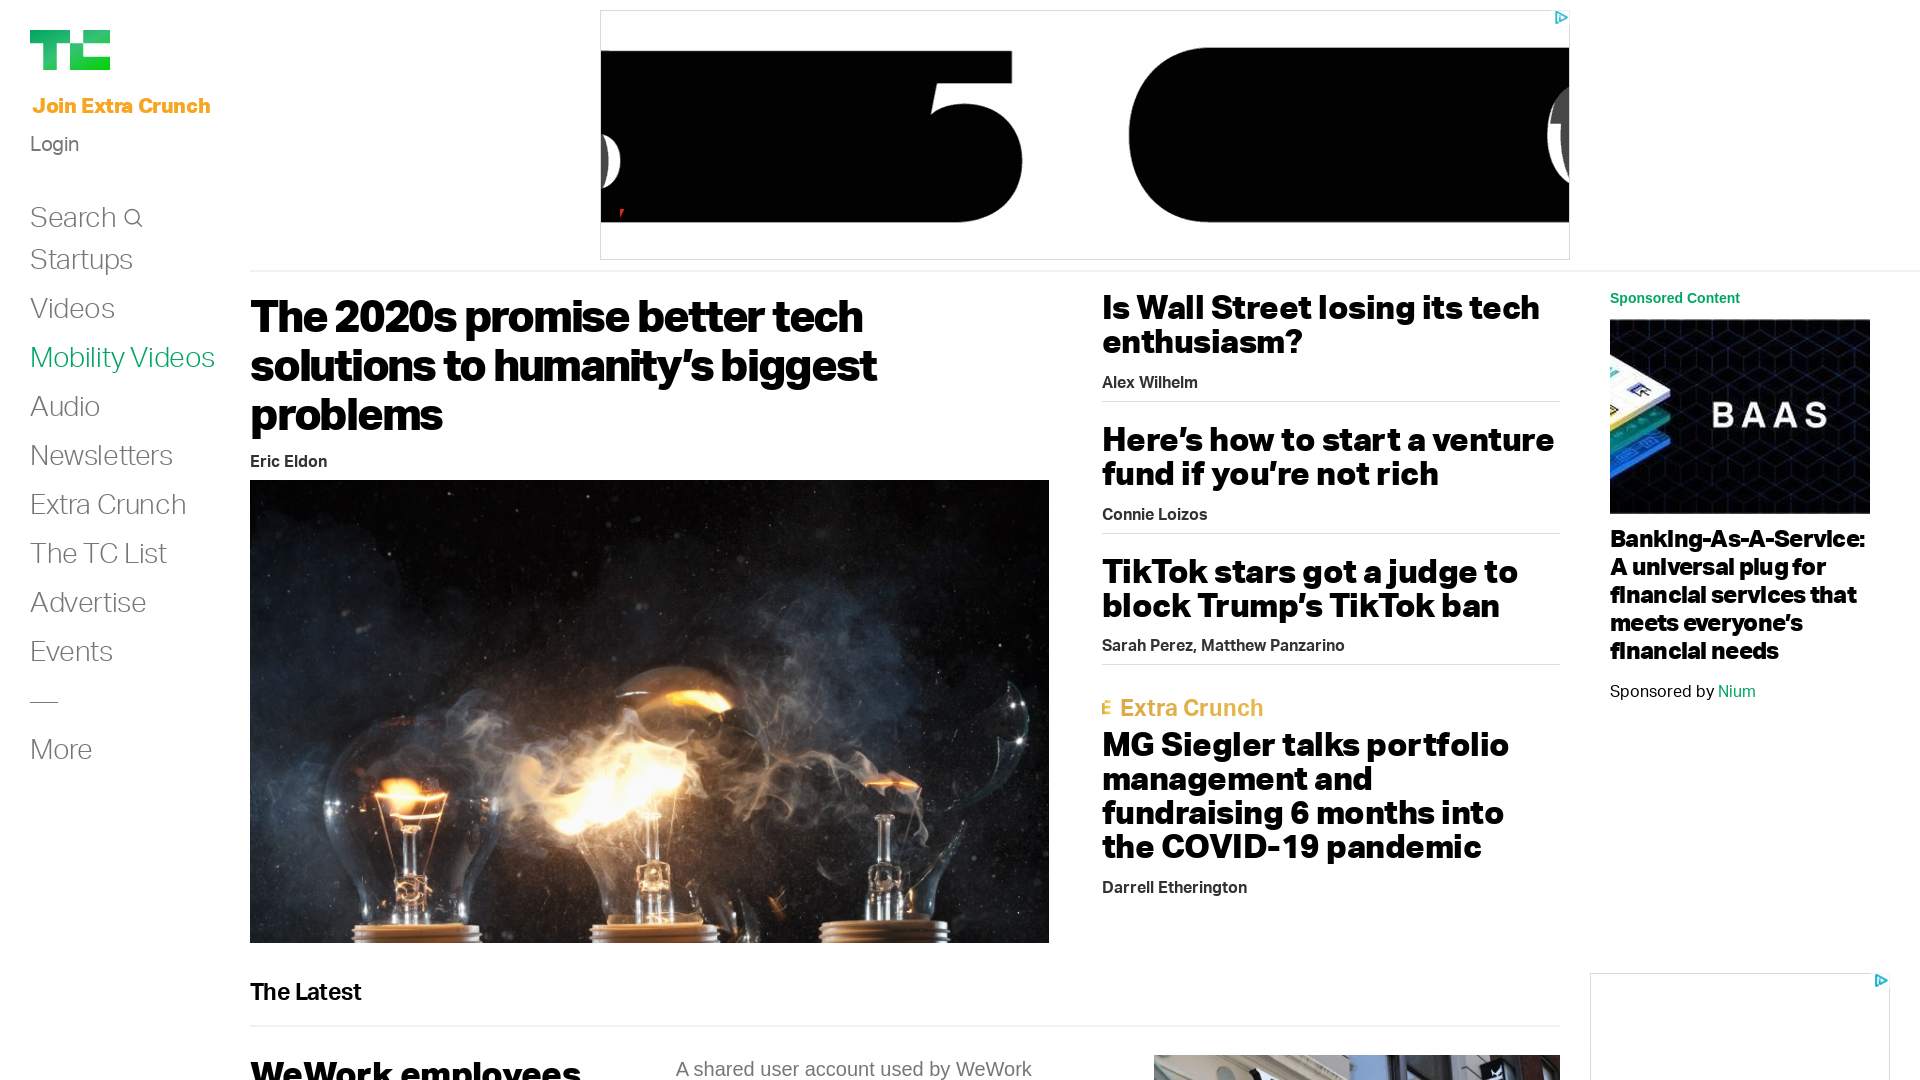 TC
Join Extra Crunch
Login
Search
Startups
Videos
Mobility Videos
Audio
Newsletters
Extra Crunch
The TC List
Advertise
Events
More
5
The 2020s promise better tech
solutions to humanity’s biggest
problems
Eric Eldon
Is Wall Street losing its tech
enthusiasm?
Alex Wilhelm
Here’s how to start a venture
fund if you’re not rich
Connie Loizos
TikTok stars got a judge to
block Trump’s TikTok ban
Sarah Perez, Matthew Panzarino
Extra Crunch
MG Siegler talks portfolio
management and
fundraising 6 months into
the COVID-19 pandemic
Darrell Etherington
Sponsored Content
BAAS
Banking-As-A-Service:
A universal plug for
financial services that
meets everyone’s
financial needs
Sponsored by Nium
The Latest
WeWork employees
A shared user account used by WeWork